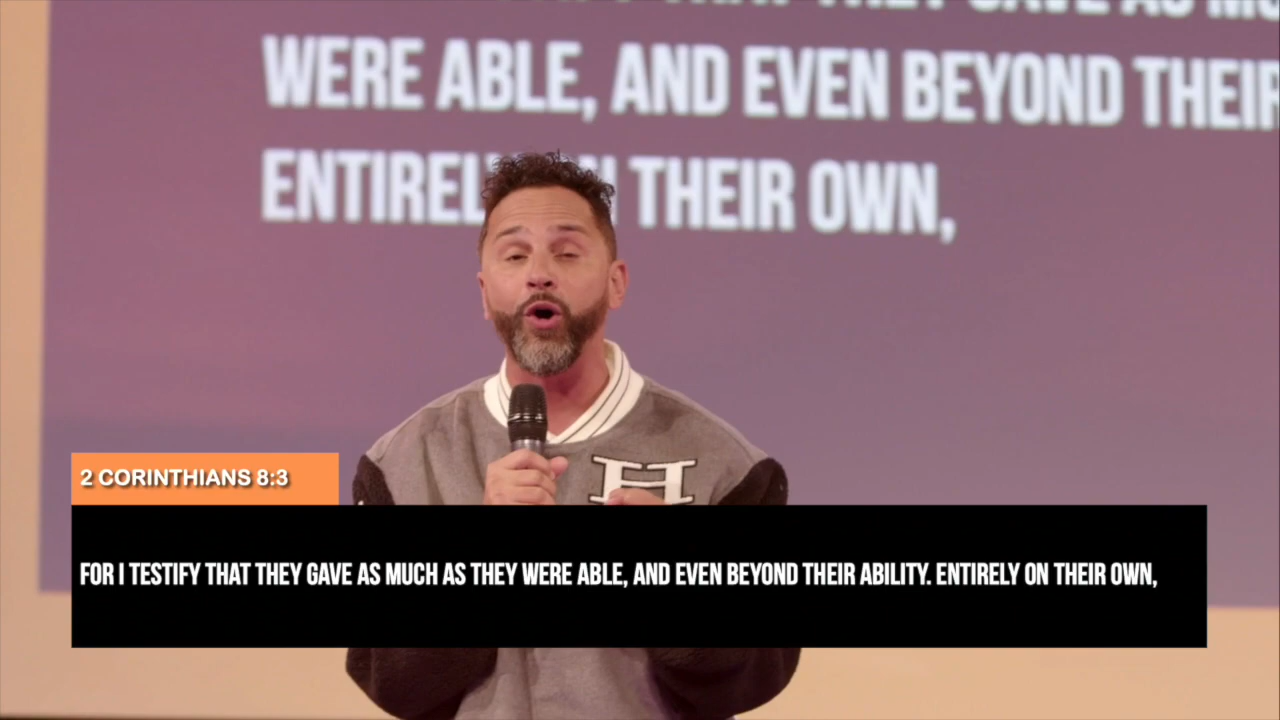 WERE ABLE, AND EVEN BEYOND THEIR
THEIR OWN,
H
2 CORINTHIANS 8:3
FOR I TESTIFY THAT THEY GAVE AS MUCH AS THEY WERE ABLE, AND EVEN BEYOND THEIR ABILITY. ENTIRELY ON THEIR OWN,